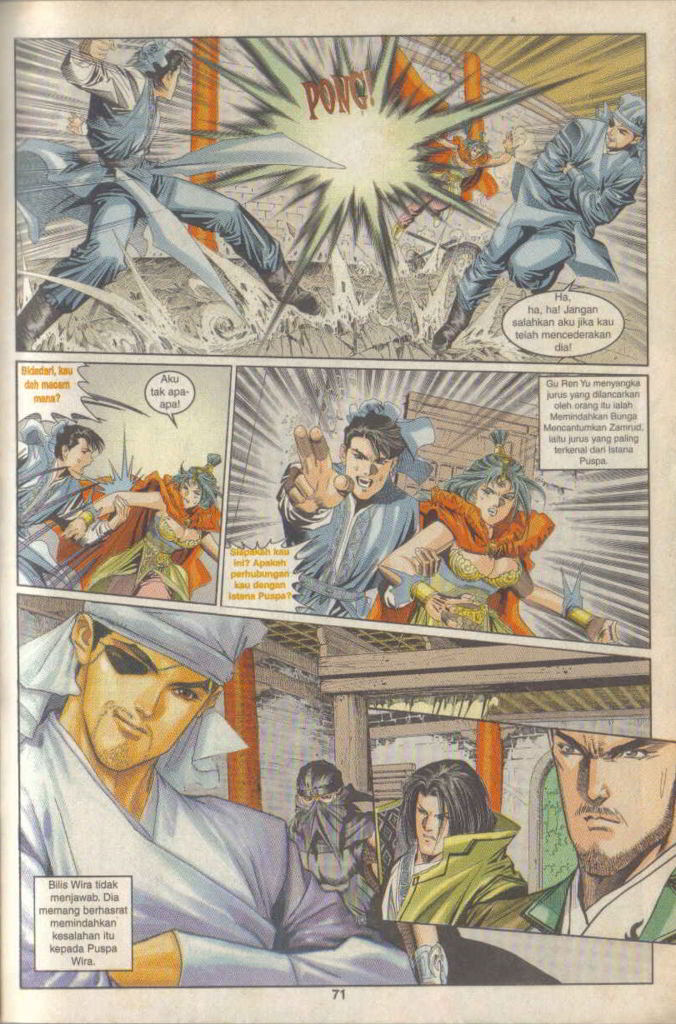 PONG!
Ha,
ha, ha! Jangan
salahkan aku jika kau
telah mencederakan
dia!
Bidadari, kau
dah macam
mana?
Aku
tak apa-
apa!
Gu Ren Yu menyangka
jurus yang dilancarkan
oleh orang itu ialah
Memindahkan Bunga
Mencantumkan Zamrud,
iaitu jurus yang paling
terkenal dari Istana
Puspa.
Siapakah kau
ini? Apakah
perhubungan
kau dengan
Istana Puspa?
Bilis Wira tidak
menjawab. Dia
memang berhasrat
memindahkan
kesalahan itu
kepada Puspa
Wira.
71